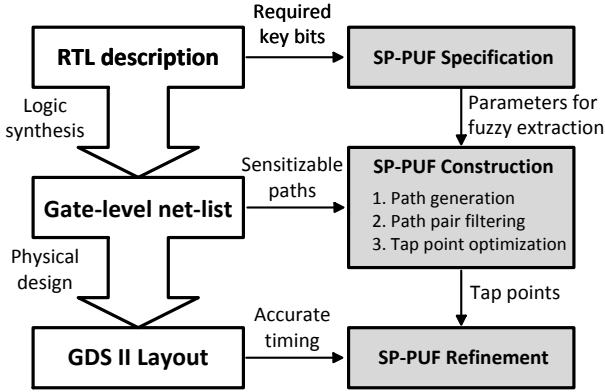 Required
key bits
RTL description
SP-PUF Specification
Logic
synthesis
Parameters for
fuzzy extraction
Sensitizable
paths
SP-PUF Construction
1. Path generation
2. Path pair filtering
3. Tap point optimization
Gate-level net-list
Physical
design
Tap points
Accurate
timing
GDS II Layout
SP-PUF Refinement